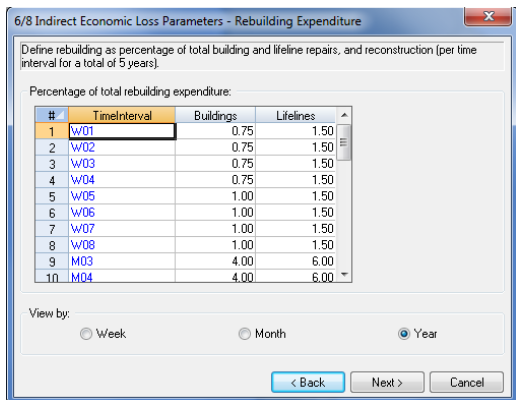 6/8 Indirect Economic Loss Parameters - Rebuilding Expenditure
Define rebuilding as percentage of total building and lifeline repairs, and reconstruction (per time
interval for a total of 5 years).
Percentage of total rebuilding expenditure:
# TimeInterval Buildings Lifelines
1 W01 0.75 1.50
2 W02 0.75 1.50
3 W03 0.75 1.50
4 W04 0.75 1.50
5 W05 1.00 1.50
6 W06 1.00 1.50
7 W07 1.00 1.50
8 W08 1.00 1.50
9 M03 4.00 6.00
10 M04 4.00 6.00
View by:
Week Month Year
< Back Next > Cancel